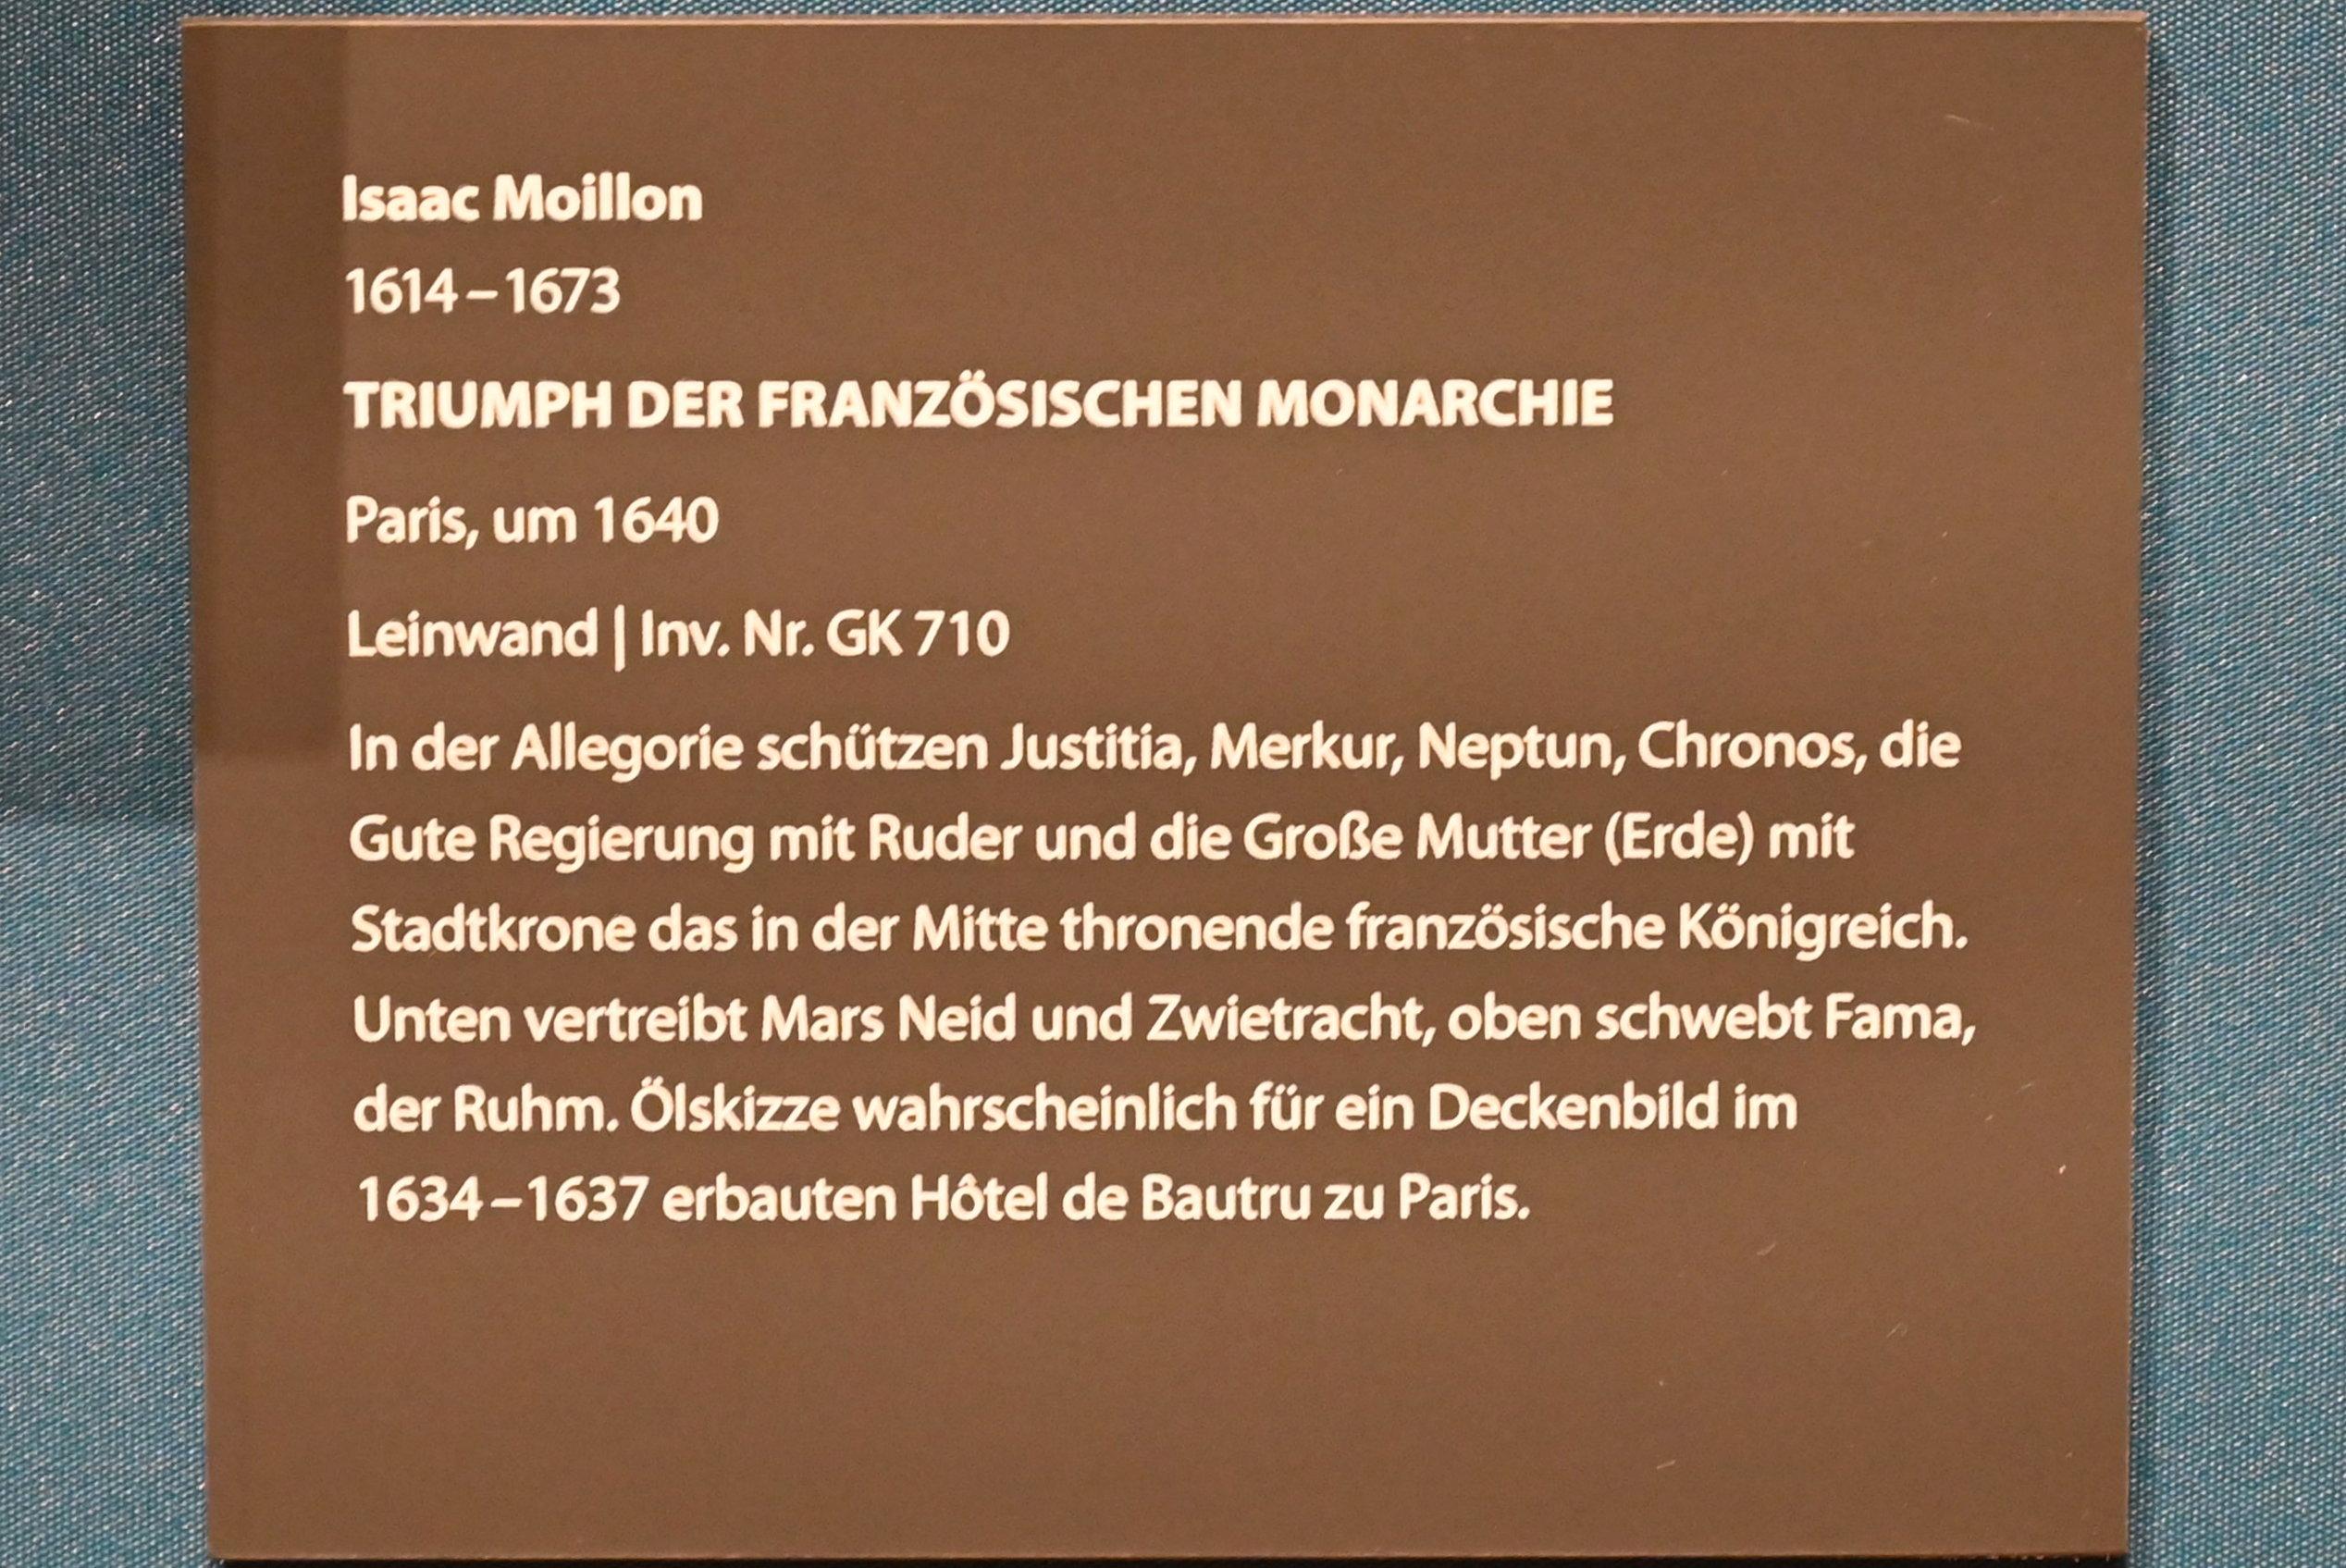 Isaac Moillon
1614 – 1673
TRIUMPH DER FRANZÖSISCHEN MONARCHIE
Paris, um 1640
Leinwand | Inv. Nr. GK 710
In der Allegorie schützen Justitia, Merkur, Neptun, Chronos, die
Gute Regierung mit Ruder und die Große Mutter (Erde) mit
Stadtkrone das in der Mitte thronende französische Königreich.
Unten vertreibt Mars Neid und Zwietracht, oben schwebt Fama,
der Ruhm. Ölskizze wahrscheinlich für ein Deckenbild im
1634 – 1637 erbauten Hôtel de Bautru zu Paris.